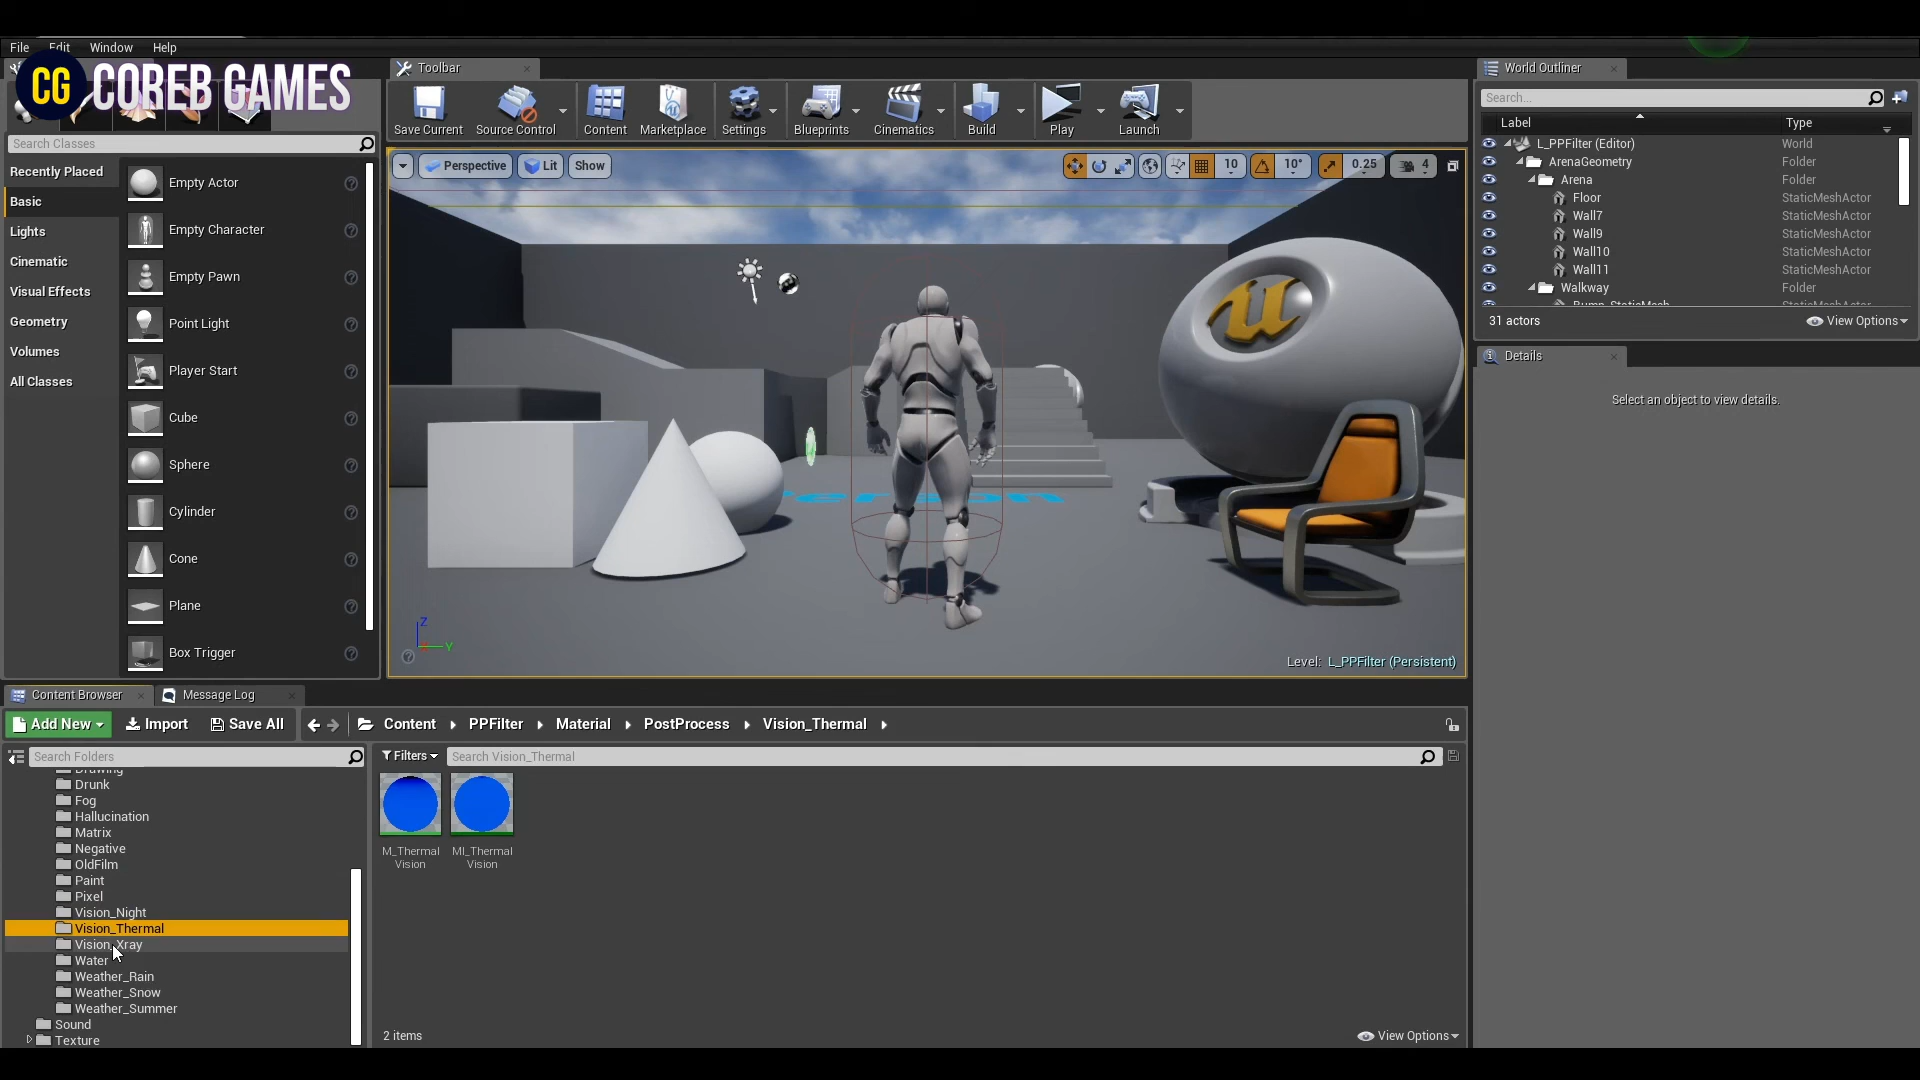 File Edit Window Help
CG COREB GAMES
Toolbar
World Outliner
Save Current
Source Control
Content
Marketplace
Settings
Blueprints
Cinematics
Build
Play
Launch
Search...
Label
Type
Search Classes
Recently Placed
Basic
Lights
Cinematic
Visual Effects
Geometry
Volumes
All Classes
Empty Actor
Empty Character
Empty Pawn
Point Light
Player Start
Cube
Sphere
Cylinder
Cone
Plane
Box Trigger
Perspective
Lit
Show
10
10°
0.25
4
Z
Y
Level: L_PPFilter (Persistent)
L_PPFilter (Editor) World
ArenaGeometry Folder
Arena Folder
Floor StaticMeshActor
Wall7 StaticMeshActor
Wall9 StaticMeshActor
Wall10 StaticMeshActor
Wall11 StaticMeshActor
Walkway Folder
Bump_StaticMesh StaticMeshActor
31 actors
View Options
Details
Select an object to view details.
Content Browser
Message Log
Add New
Import
Save All
Content
PPFilter
Material
PostProcess
Vision_Thermal
Search Folders
Filters
Search Vision_Thermal
Drawing
Drunk
Fog
Hallucination
Matrix
Negative
OldFilm
Paint
Pixel
Vision_Night
Vision_Thermal
Vision_Xray
Water
Weather_Rain
Weather_Snow
Weather_Summer
Sound
Texture
M_Thermal
Vision
MI_Thermal
Vision
2 items
View Options